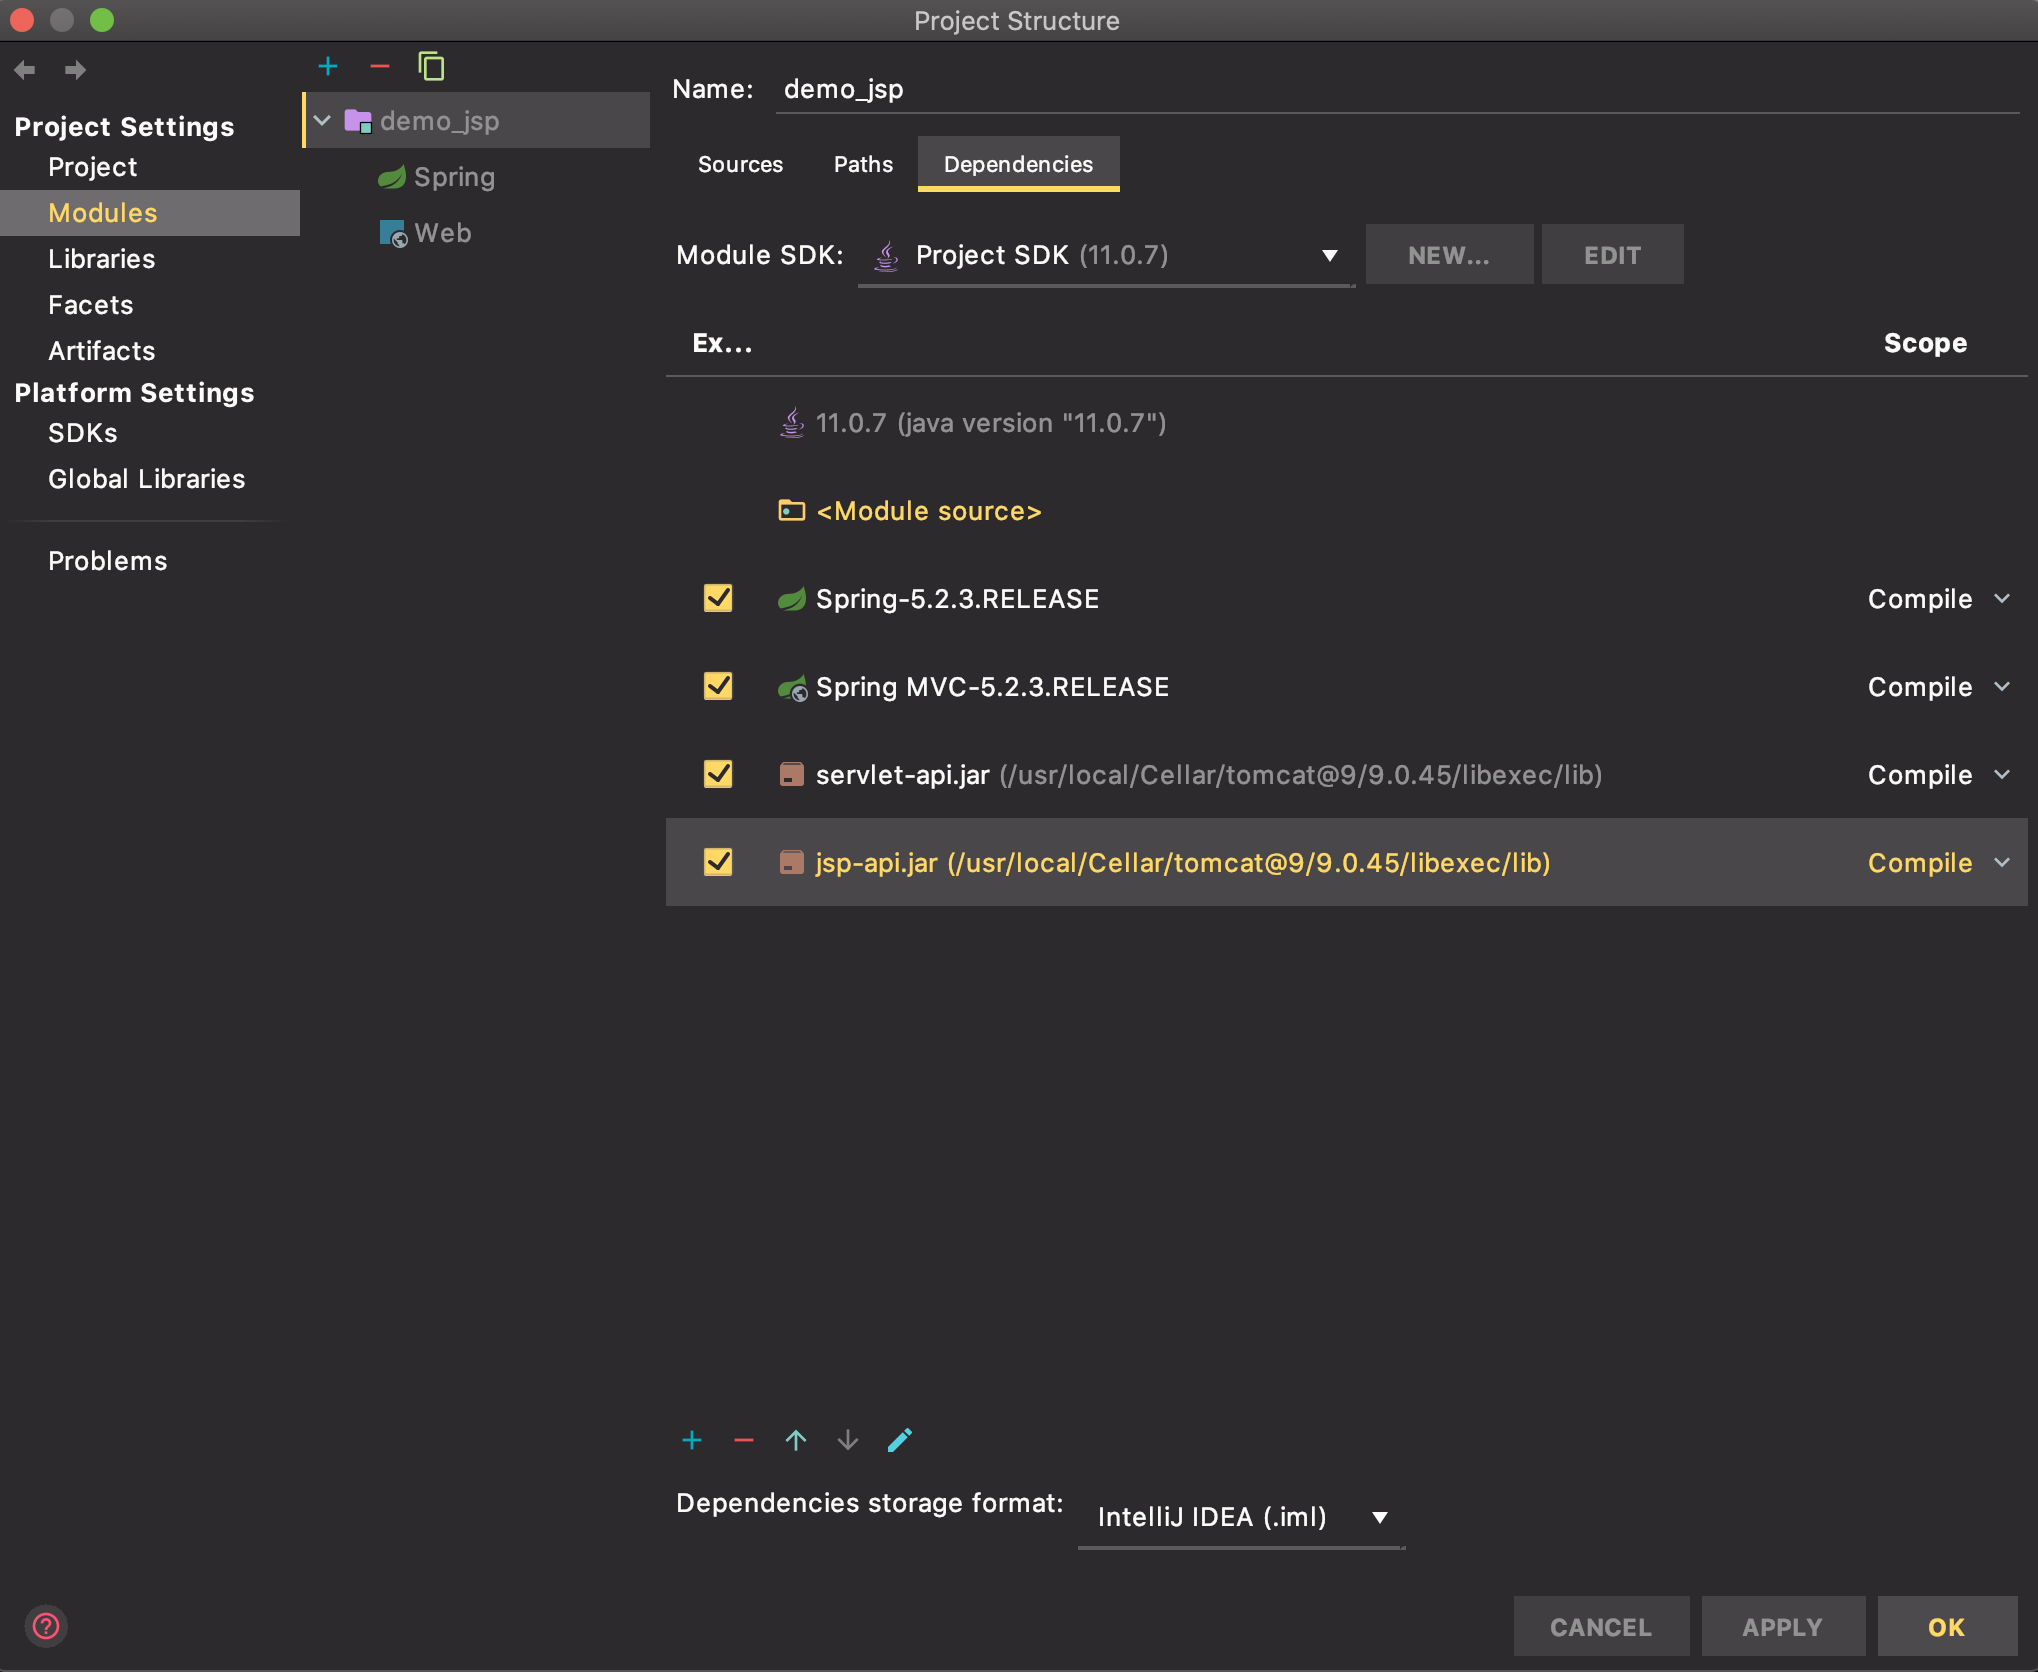 Project Structure
Project Settings
Project
Modules
Libraries
Facets
Artifacts
Platform Settings
SDKs
Global Libraries
Problems
demo_jsp
Spring
Web
Name: demo_jsp
Sources Paths Dependencies
Module SDK: Project SDK (11.0.7) NEW... EDIT
Ex... Scope
11.0.7 (java version "11.0.7")
<Module source>
Spring-5.2.3.RELEASE Compile
Spring MVC-5.2.3.RELEASE Compile
servlet-api.jar (/usr/local/Cellar/tomcat@9/9.0.45/libexec/lib) Compile
jsp-api.jar (/usr/local/Cellar/tomcat@9/9.0.45/libexec/lib) Compile
Dependencies storage format: IntelliJ IDEA (.iml)
? CANCEL APPLY OK